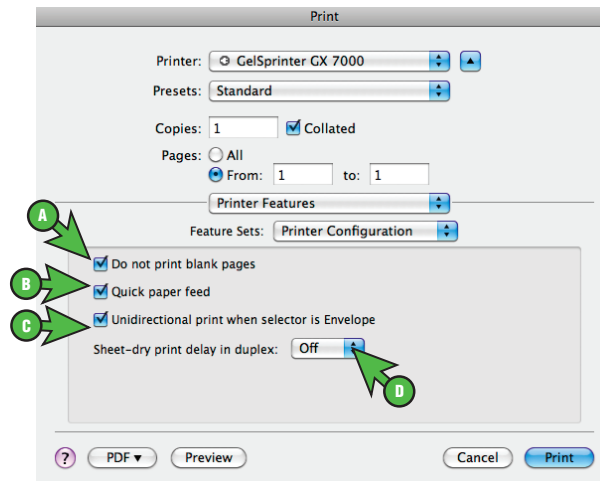 Print
Printer: GelSprinter GX 7000
Presets: Standard
Copies: 1 Collated
Pages: All
From: 1 to: 1
Printer Features
Feature Sets: Printer Configuration
A
Do not print blank pages
B
Quick paper feed
C
Unidirectional print when selector is Envelope
Sheet-dry print delay in duplex: Off
D
? PDF Preview Cancel Print